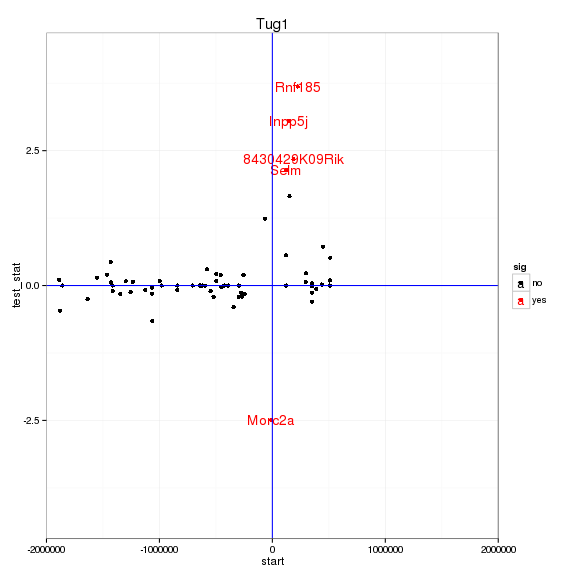 Tug1
Rnf185
Inpp5j
8430429K09Rik
Selm
Morc2a
2.5
0.0
-2.5
test_stat
-2000000
-1000000
0
1000000
2000000
start
sig
a no
a yes